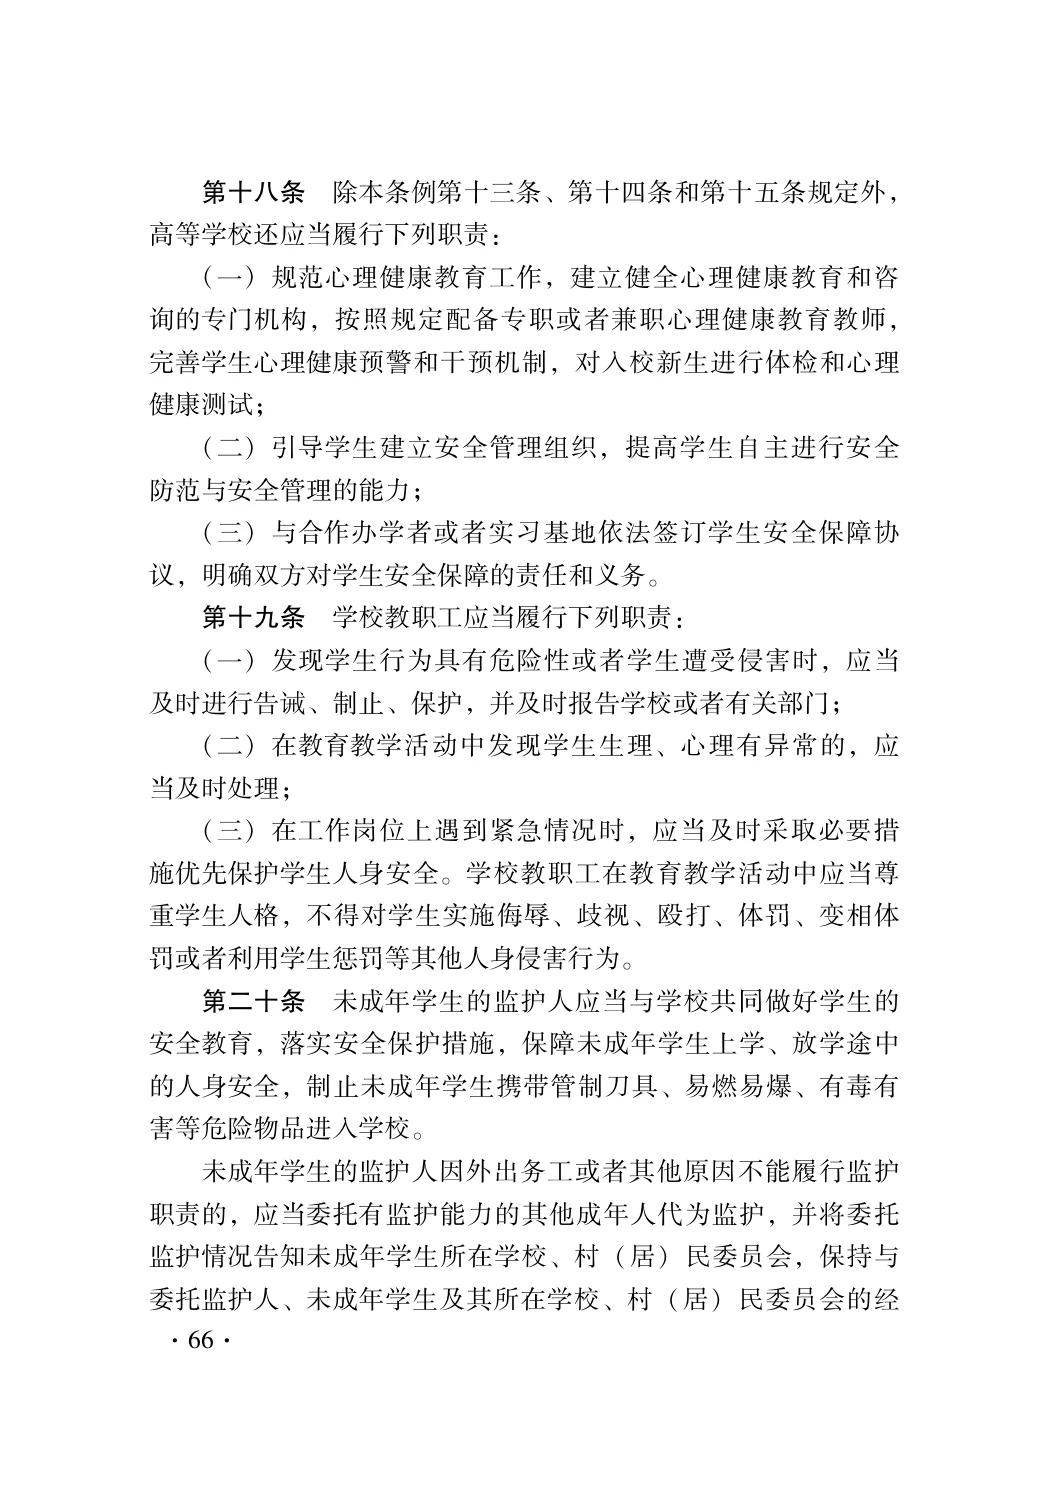 第十八条　除本条例第十三条、第十四条和第十五条规定外，
高等学校还应当履行下列职责：
（一）规范心理健康教育工作，建立健全心理健康教育和咨
询的专门机构，按照规定配备专职或者兼职心理健康教育教师，
完善学生心理健康预警和干预机制，对入校新生进行体检和心理
健康测试；
（二）引导学生建立安全管理组织，提高学生自主进行安全
防范与安全管理的能力；
（三）与合作办学者或者实习基地依法签订学生安全保障协
议，明确双方对学生安全保障的责任和义务。
第十九条　学校教职工应当履行下列职责：
（一）发现学生行为具有危险性或者学生遭受侵害时，应当
及时进行告诫、制止、保护，并及时报告学校或者有关部门；
（二）在教育教学活动中发现学生生理、心理有异常的，应
当及时处理；
（三）在工作岗位上遇到紧急情况时，应当及时采取必要措
施优先保护学生人身安全。学校教职工在教育教学活动中应当尊
重学生人格，不得对学生实施侮辱、歧视、殴打、体罚、变相体
罚或者利用学生惩罚等其他人身侵害行为。
第二十条　未成年学生的监护人应当与学校共同做好学生的
安全教育，落实安全保护措施，保障未成年学生上学、放学途中
的人身安全，制止未成年学生携带管制刀具、易燃易爆、有毒有
害等危险物品进入学校。
未成年学生的监护人因外出务工或者其他原因不能履行监护
职责的，应当委托有监护能力的其他成年人代为监护，并将委托
监护情况告知未成年学生所在学校、村（居）民委员会，保持与
委托监护人、未成年学生及其所在学校、村（居）民委员会的经
·66·